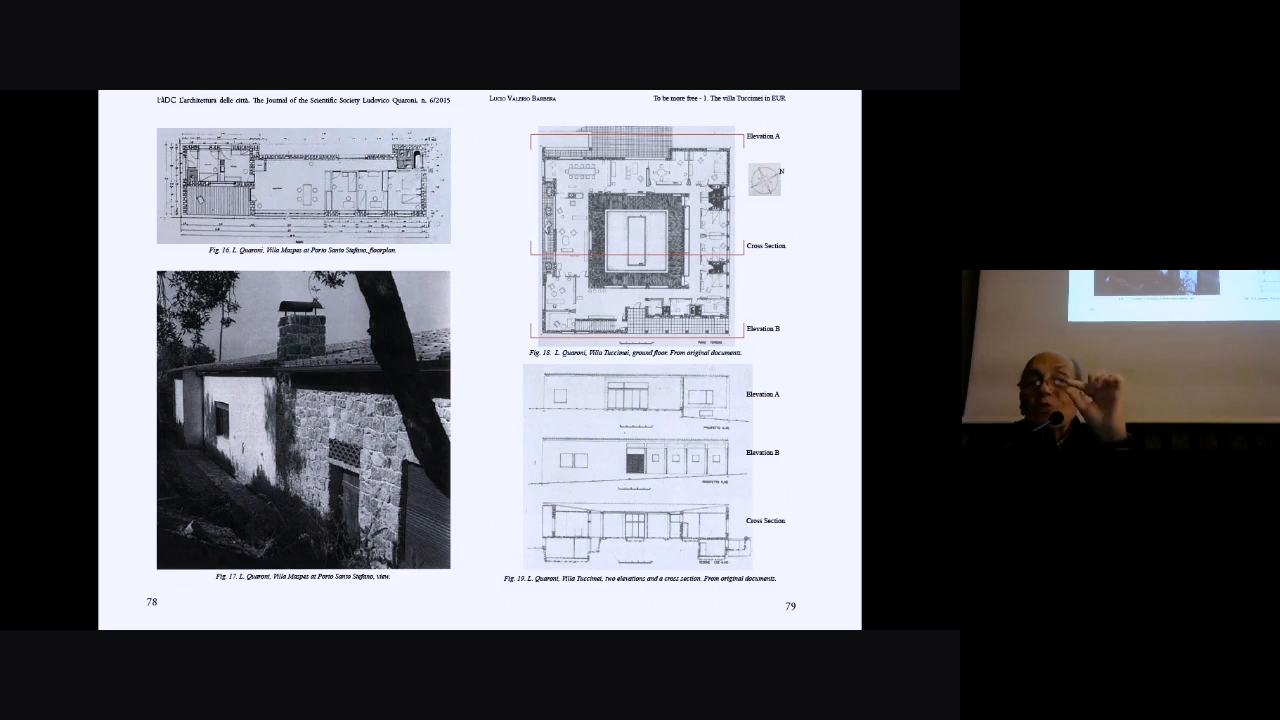 L'ADC L'architettura delle città. The Journal of the Scientific Society Ludovico Quaroni, n. 6/2015
Fig. 16. L. Quaroni, Villa Maspes at Porto Santo Stefano, floorplan.
Fig. 17. L. Quaroni, Villa Maspes at Porto Santo Stefano, view.
78
Lucio Valerio Barbera
To be more free - 1. The villa Tuccimei in EUR
Elevation A
N
Cross Section
Elevation B
Fig. 18. L. Quaroni, Villa Tuccimei, ground floor. From original documents.
Elevation A
Elevation B
Cross Section
Fig. 19. L. Quaroni, Villa Tuccimei, two elevations and a cross section. From original documents.
79